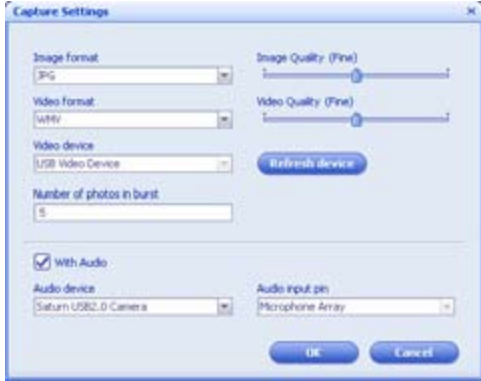 Capture Settings
Image format
JPG
Image Quality (Fine)
Video format
WMV
Video Quality (Fine)
Video device
USB Video Device
Refresh device
Number of photos in burst
5
With Audio
Audio device
Saturn USB2.0 Camera
Audio input pin
Microphone Array
OK
Cancel